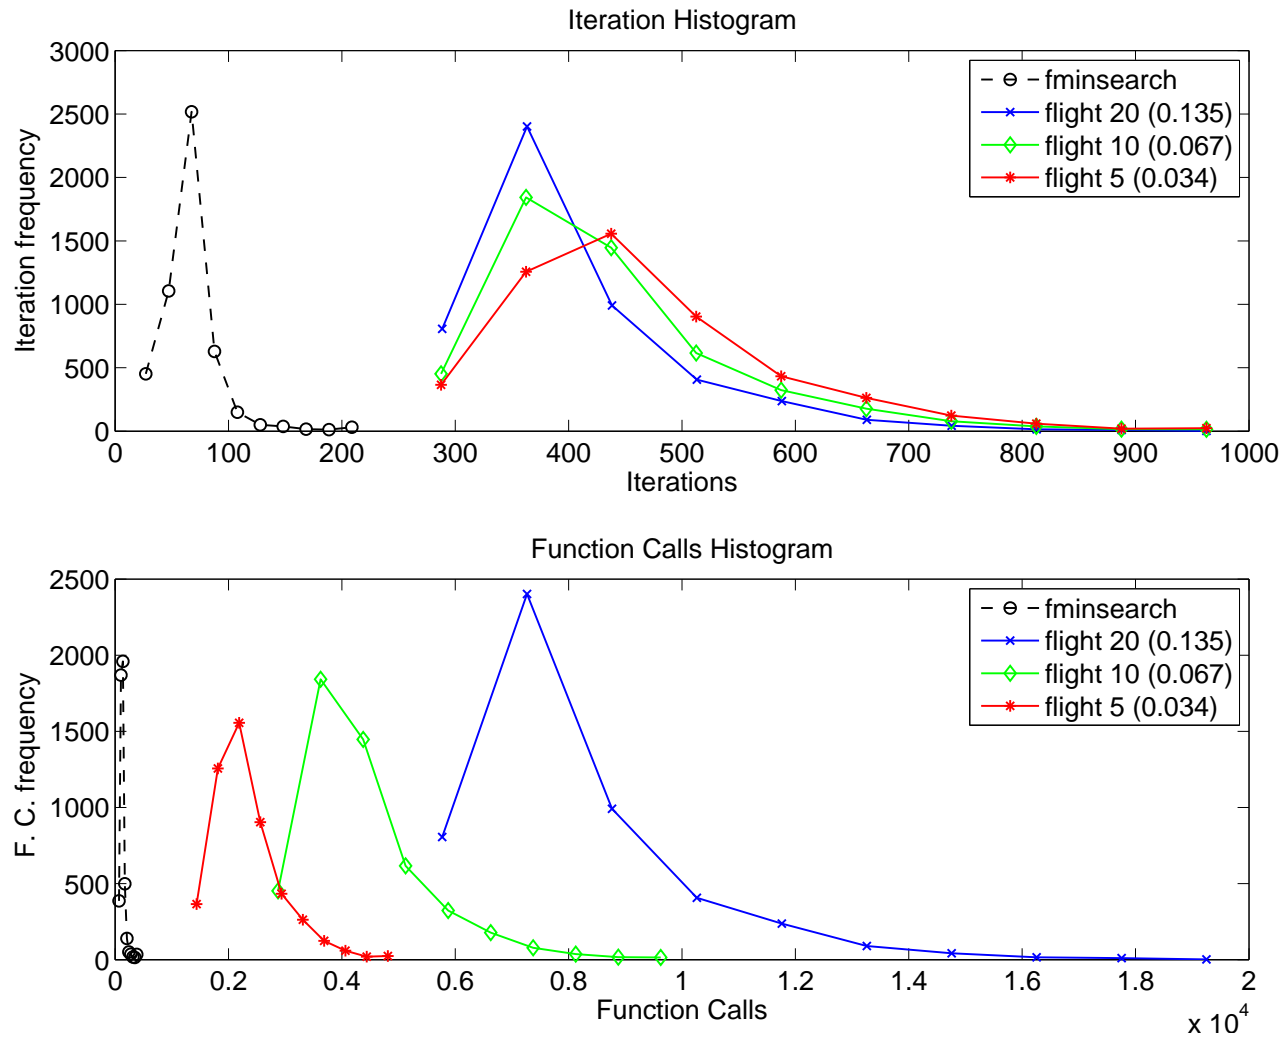 Iteration Histogram
3000
2500
2000
1500
1000
500
0
Iteration frequency
fminsearch
flight 20 (0.135)
flight 10 (0.067)
flight 5 (0.034)
0 100 200 300 400 500 600 700 800 900 1000
Iterations
Function Calls Histogram
2500
2000
1500
1000
500
0
F. C. frequency
fminsearch
flight 20 (0.135)
flight 10 (0.067)
flight 5 (0.034)
0 0.2 0.4 0.6 0.8 1 1.2 1.4 1.6 1.8 2
Function Calls
x 10⁴